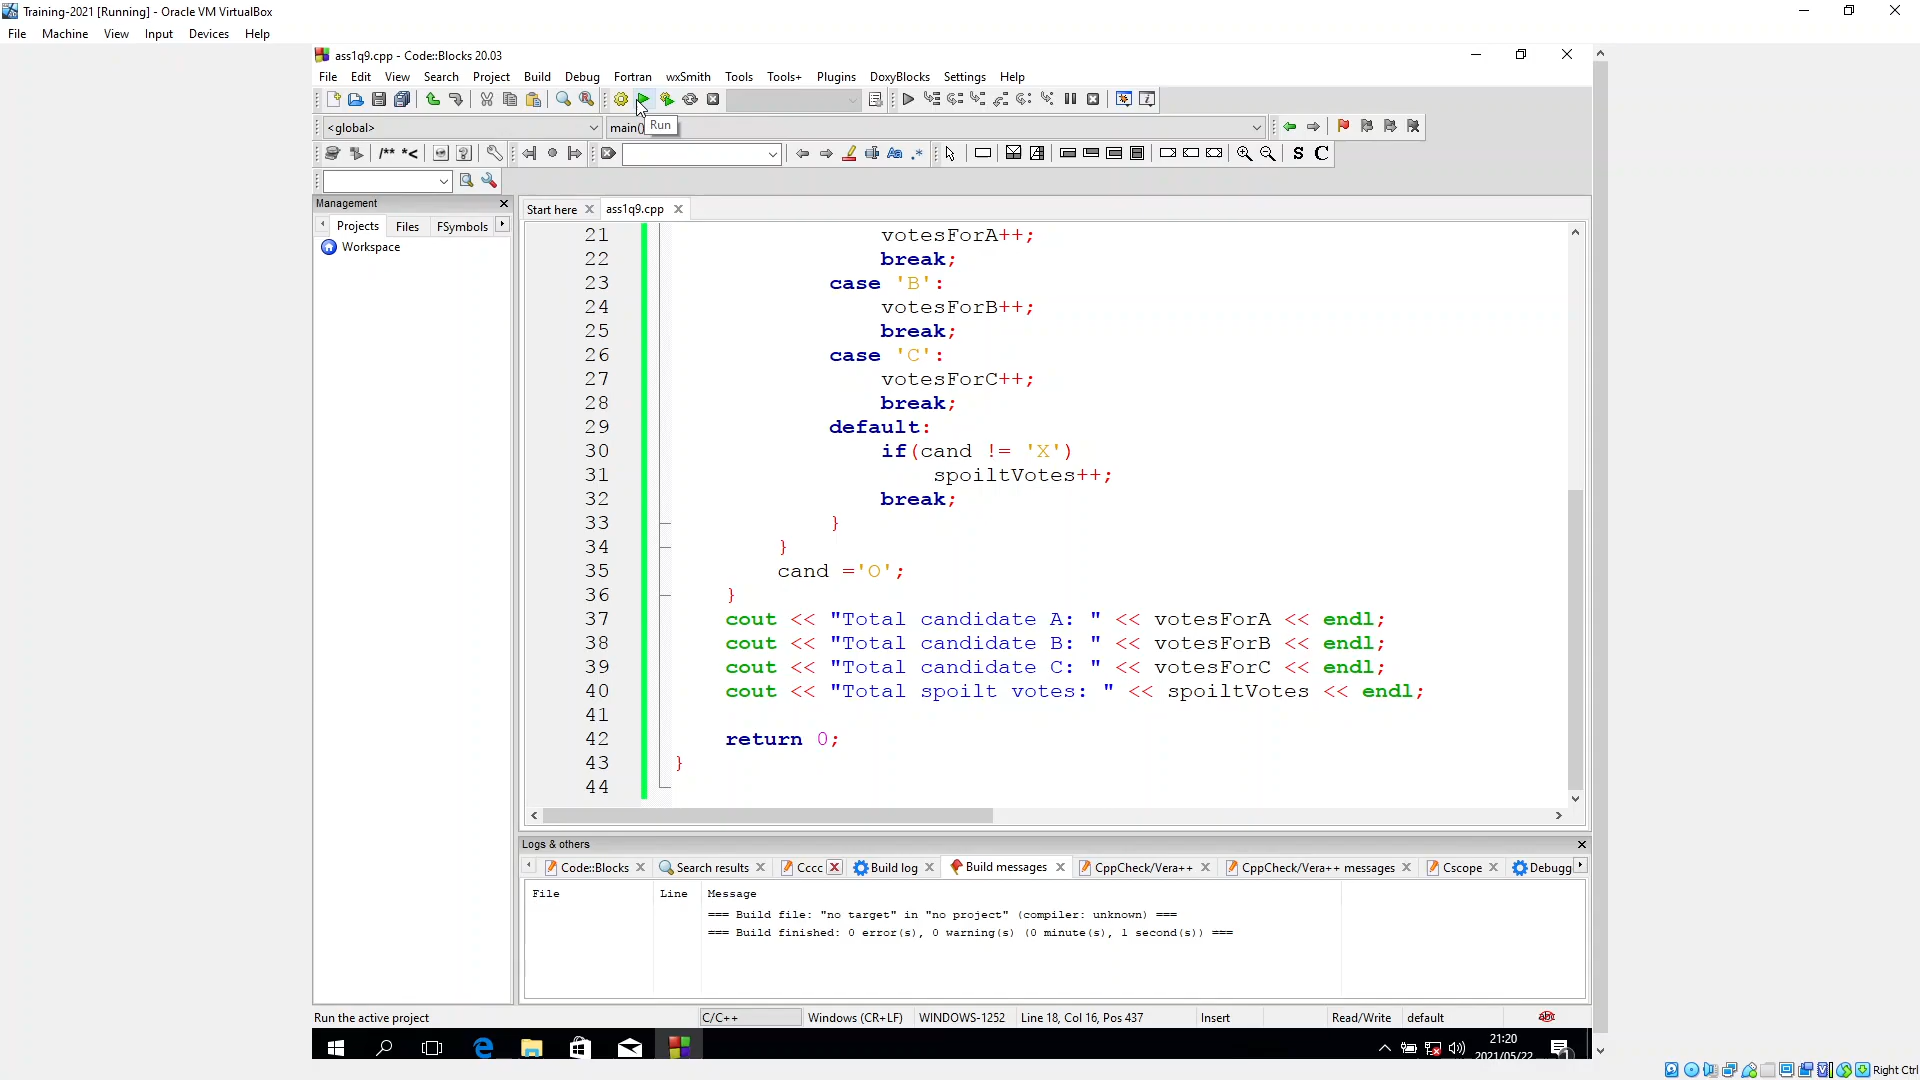 Training-2021 [Running] - Oracle VM VirtualBox
File Machine View Input Devices Help
ass1q9.cpp - Code::Blocks 20.03
File Edit View Search Project Build Debug Fortran wxSmith Tools Tools+ Plugins DoxyBlocks Settings Help
<global> main()
Run
/** *< Aa .* S C
Management
Projects Files FSymbols
Workspace
Start here ass1q9.cpp
21 votesForA++;
22 break;
23 case 'B':
24 votesForB++;
25 break;
26 case 'C':
27 votesForC++;
28 break;
29 default:
30 if(cand != 'X')
31 spoiltVotes++;
32 break;
33 }
34 }
35 cand ='O';
36 }
37 cout << "Total candidate A: " << votesForA << endl;
38 cout << "Total candidate B: " << votesForB << endl;
39 cout << "Total candidate C: " << votesForC << endl;
40 cout << "Total spoilt votes: " << spoiltVotes << endl;
41
42 return 0;
43 }
44
Logs & others
Code::Blocks Search results Cccc Build log Build messages CppCheck/Vera++ CppCheck/Vera++ messages Cscope Debugg
File Line Message
=== Build file: "no target" in "no project" (compiler: unknown) ===
=== Build finished: 0 error(s), 0 warning(s) (0 minute(s), 1 second(s)) ===
Run the active project C/C++ Windows (CR+LF) WINDOWS-1252 Line 18, Col 16, Pos 437 Insert Read/Write default abc
21:20
2021/05/22
1
Right Ctrl